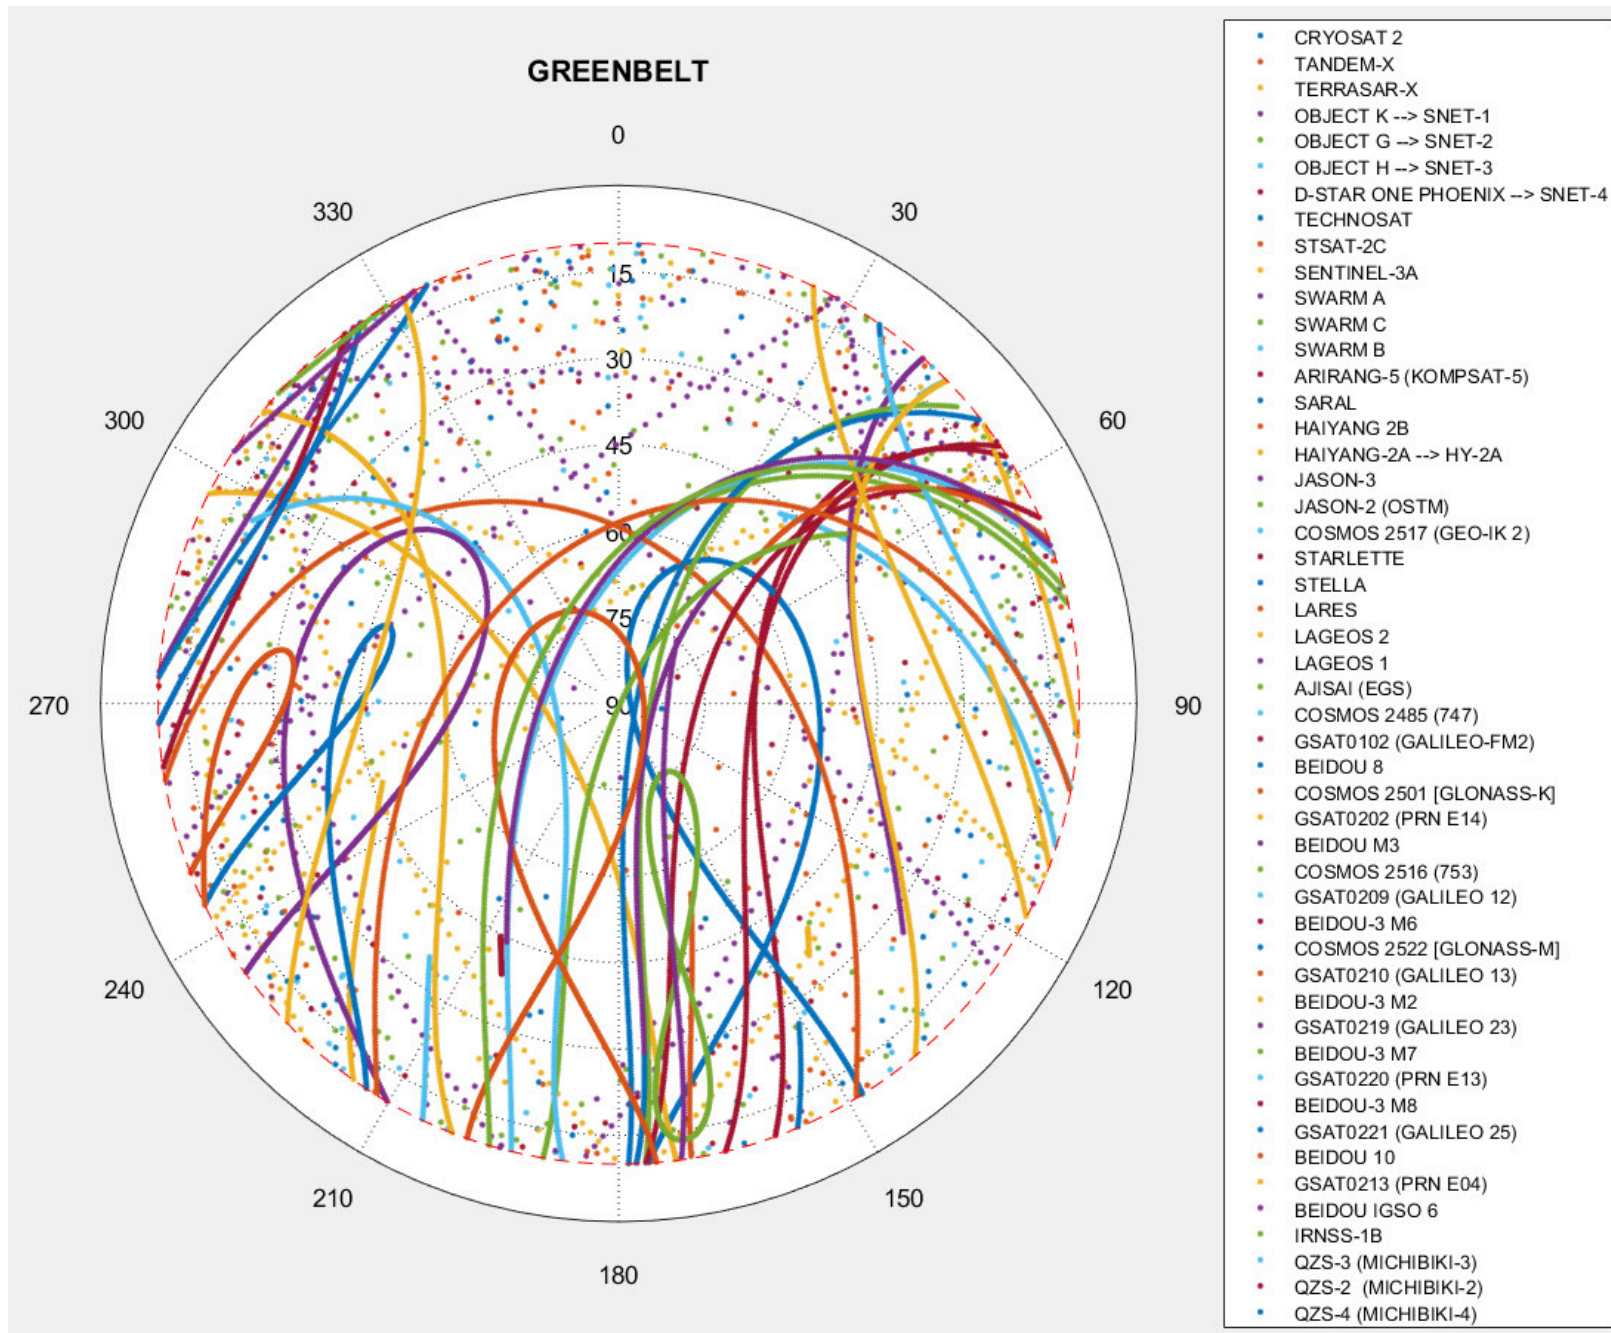 GREENBELT
0
330
30
15
30
300
60
45
60
75
270
90
90
240
120
210
150
180
CRYOSAT 2
TANDEM-X
TERRASAR-X
OBJECT K --> SNET-1
OBJECT G --> SNET-2
OBJECT H --> SNET-3
D-STAR ONE PHOENIX --> SNET-4
TECHNOSAT
STSAT-2C
SENTINEL-3A
SWARM A
SWARM C
SWARM B
ARIRANG-5 (KOMPSAT-5)
SARAL
HAIYANG 2B
HAIYANG-2A --> HY-2A
JASON-3
JASON-2 (OSTM)
COSMOS 2517 (GEO-IK 2)
STARLETTE
STELLA
LARES
LAGEOS 2
LAGEOS 1
AJISAI (EGS)
COSMOS 2485 (747)
GSAT0102 (GALILEO-FM2)
BEIDOU 8
COSMOS 2501 [GLONASS-K]
GSAT0202 (PRN E14)
BEIDOU M3
COSMOS 2516 (753)
GSAT0209 (GALILEO 12)
BEIDOU-3 M6
COSMOS 2522 [GLONASS-M]
GSAT0210 (GALILEO 13)
BEIDOU-3 M2
GSAT0219 (GALILEO 23)
BEIDOU-3 M7
GSAT0220 (PRN E13)
BEIDOU-3 M8
GSAT0221 (GALILEO 25)
BEIDOU 10
GSAT0213 (PRN E04)
BEIDOU IGSO 6
IRNSS-1B
QZS-3 (MICHIBIKI-3)
QZS-2 (MICHIBIKI-2)
QZS-4 (MICHIBIKI-4)